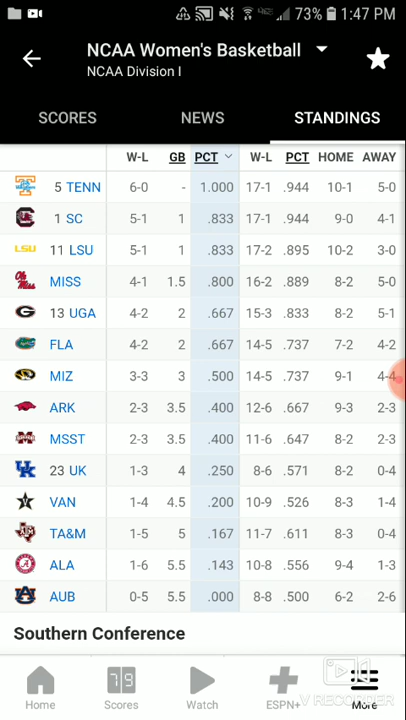 73% 1:47 PM
NCAA Women's Basketball
NCAA Division I
SCORES NEWS STANDINGS
W-L GB PCT W-L PCT HOME AWAY
5 TENN 6-0 - 1.000 17-1 .944 10-1 5-0
1 SC 5-1 1 .833 17-1 .944 9-0 4-1
LSU 11 LSU 5-1 1 .833 17-2 .895 10-2 3-0
Ole Miss MISS 4-1 1.5 .800 16-2 .889 8-2 5-0
13 UGA 4-2 2 .667 15-3 .833 8-2 5-1
FLA 4-2 2 .667 14-5 .737 7-2 4-2
MIZ 3-3 3 .500 14-5 .737 9-1 4-4
ARK 2-3 3.5 .400 12-6 .667 9-3 2-3
MSST 2-3 3.5 .400 11-6 .647 8-2 2-3
23 UK 1-3 4 .250 8-6 .571 8-2 0-4
VAN 1-4 4.5 .200 10-9 .526 8-3 1-4
TA&M 1-5 5 .167 11-7 .611 8-3 0-4
ALA 1-6 5.5 .143 10-8 .556 9-4 1-3
AUB 0-5 5.5 .000 8-8 .500 6-2 2-6
Southern Conference
Home Scores Watch ESPN+ More
V RECORDER